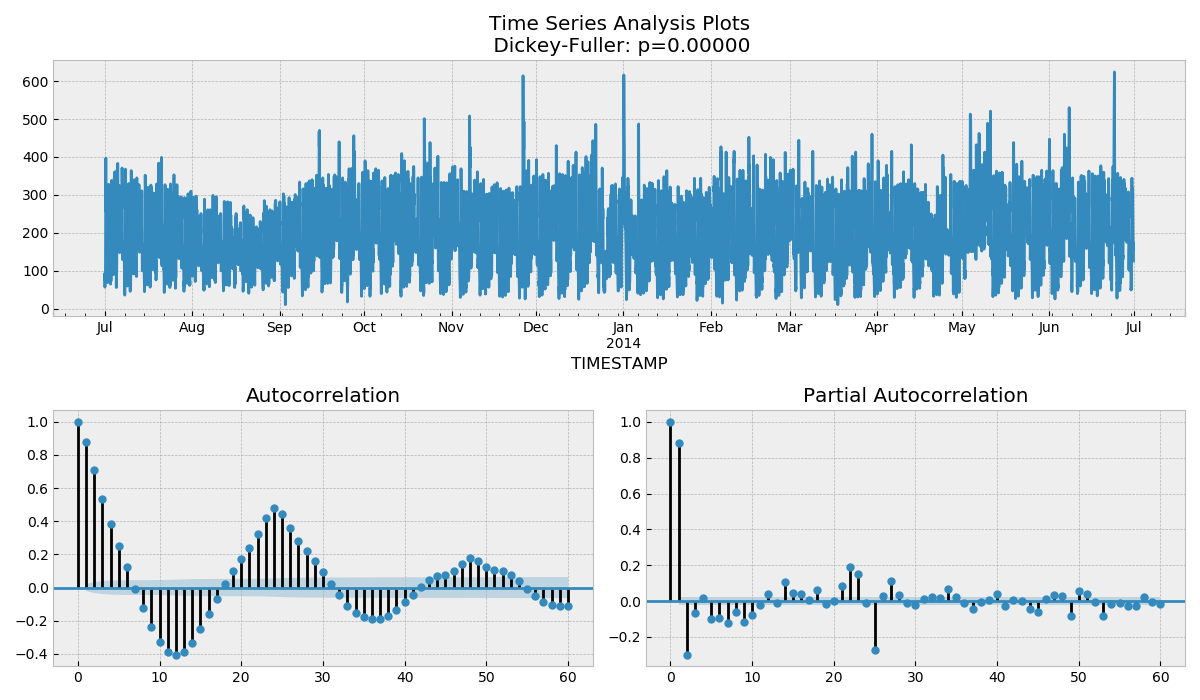 Time Series Analysis Plots
Dickey-Fuller: p=0.00000
600
500
400
300
200
100
0
Jul Aug Sep Oct Nov Dec Jan Feb Mar Apr May Jun Jul
2014
TIMESTAMP
Autocorrelation
1.0
0.8
0.6
0.4
0.2
0.0
−0.2
−0.4
0 10 20 30 40 50 60
Partial Autocorrelation
1.0
0.8
0.6
0.4
0.2
0.0
−0.2
0 10 20 30 40 50 60